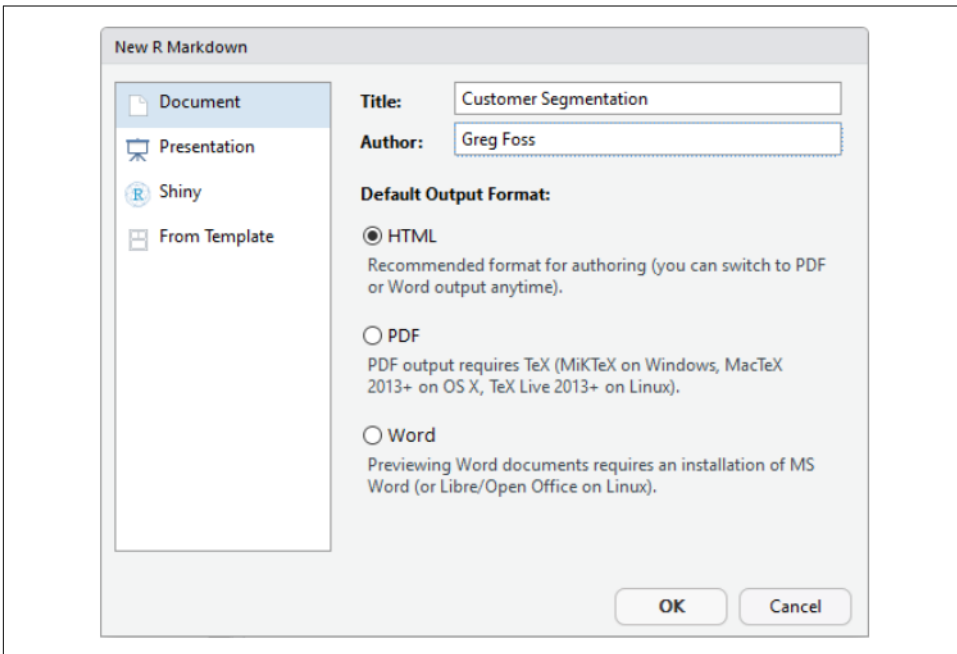 New R Markdown
Document
Presentation
R Shiny
From Template
Title: Customer Segmentation
Author: Greg Foss
Default Output Format:
HTML
Recommended format for authoring (you can switch to PDF
or Word output anytime).
PDF
PDF output requires TeX (MiKTeX on Windows, MacTeX
2013+ on OS X, TeX Live 2013+ on Linux).
Word
Previewing Word documents requires an installation of MS
Word (or Libre/Open Office on Linux).
OK Cancel